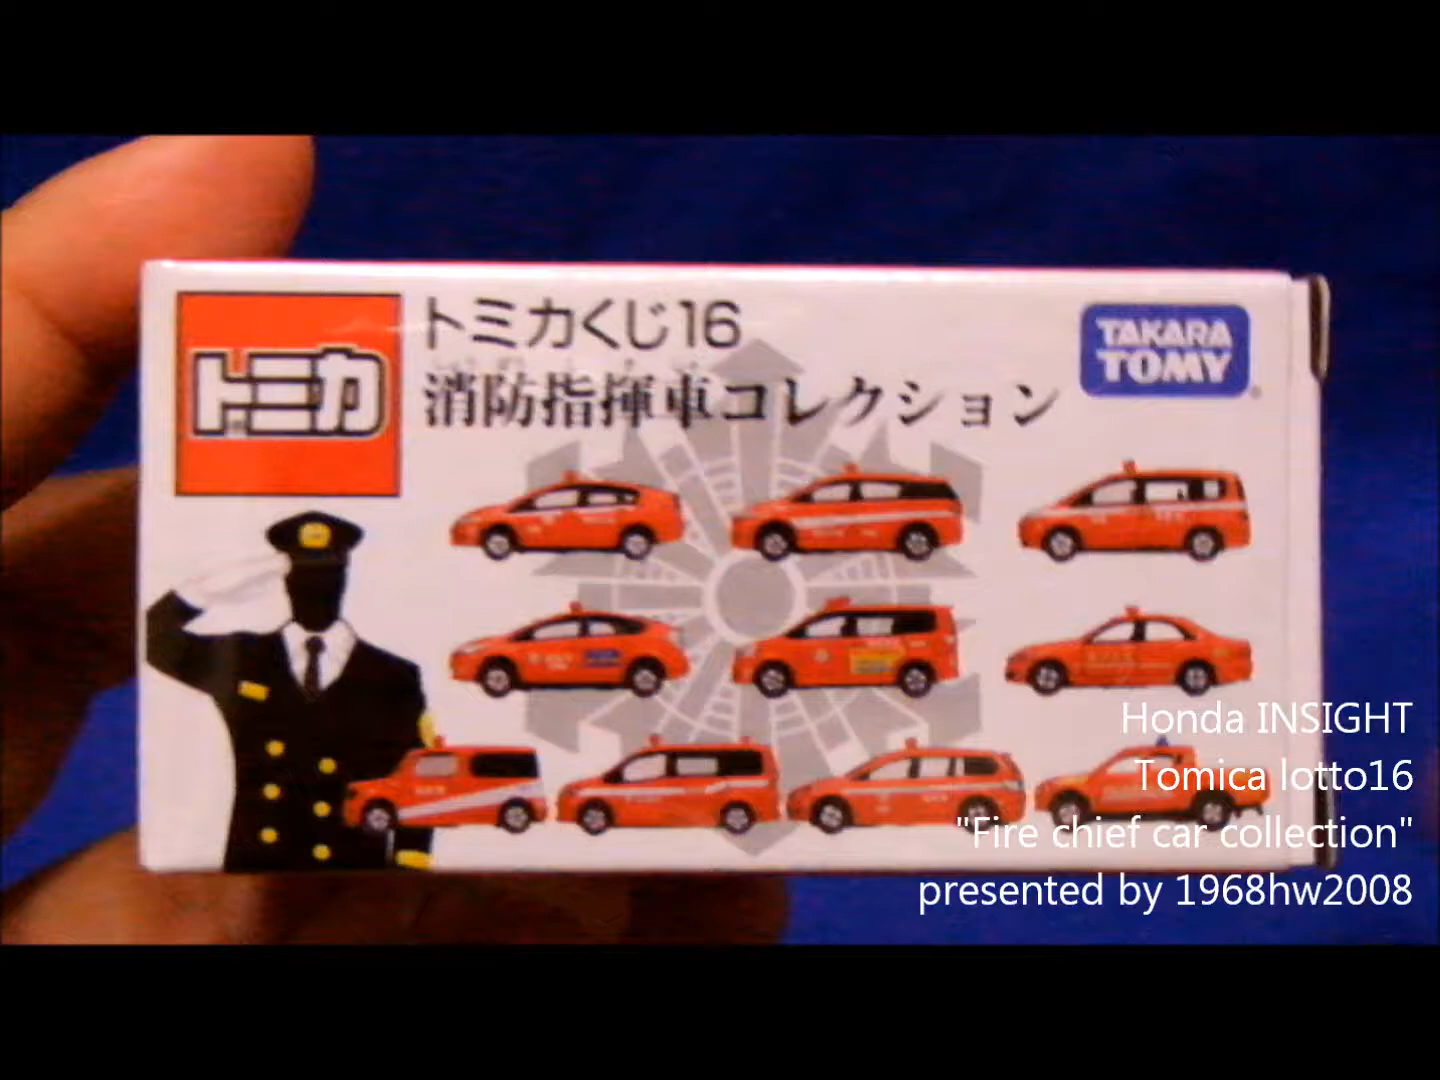 トミカ
トミカくじ16
消防指揮車コレクション
TAKARA
TOMY
Honda INSIGHT
Tomica lotto16
"Fire chief car collection"
presented by 1968hw2008